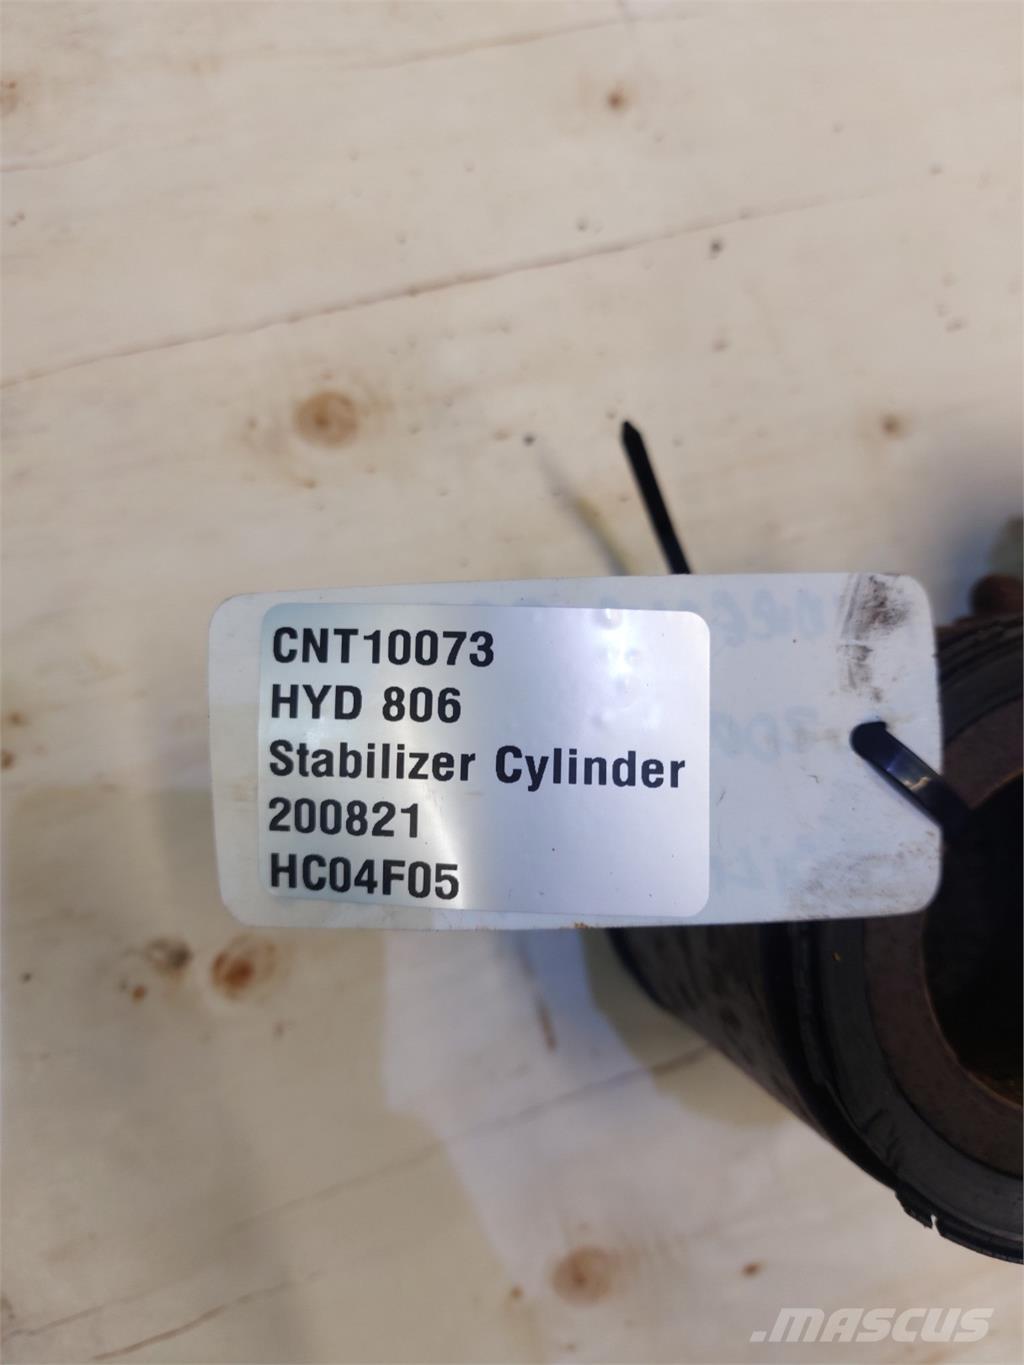 CNT10073
HYD 806
Stabilizer Cylinder
200821
HC04F05
.MASCUS